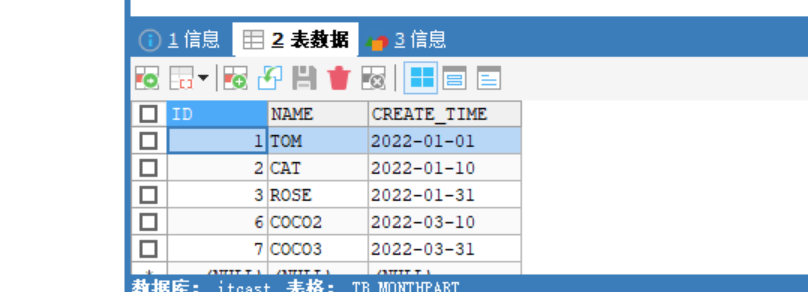 1 信息 2 表数据 3 信息
ID NAME CREATE_TIME
1 TOM 2022-01-01
2 CAT 2022-01-10
3 ROSE 2022-01-31
6 COCO2 2022-03-10
7 COCO3 2022-03-31
* (NULL) (NULL) (NULL)
数据库: itcast 表格: TB_MONTHPART